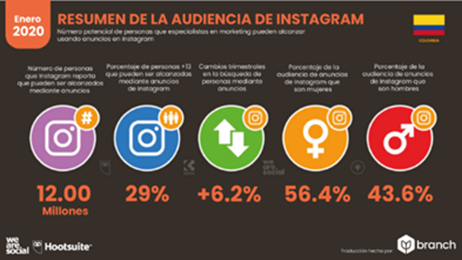 Enero
2020
RESUMEN DE LA AUDIENCIA DE INSTAGRAM
Número potencial de personas que especialistas en marketing pueden alcanzar
usando anuncios en Instagram
COLOMBIA
Número de personas
que Instagram reporta
que pueden ser alcanzadas
mediante anuncios
Porcentaje de personas +13
que pueden ser alcanzados
mediante anuncios
de Instagram
Cambios trimestrales
en la búsqueda de
personas mediante
anuncios
Porcentaje de la
audiencia de anuncios
de Instagram que
son mujeres
Porcentaje de la
audiencia de anuncios
de Instagram que
son hombres
#
12.00
Millones
29%
+6.2%
56.4%
43.6%
we
are
social
we
are
social
Hootsuite
Traducción hecha por
branch